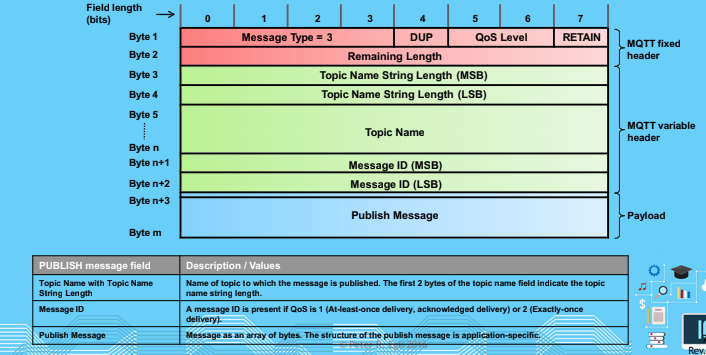 Field length
(bits)
0 1 2 3 4 5 6 7
Byte 1 Message Type = 3 DUP QoS Level RETAIN
MQTT fixed
header
Byte 2 Remaining Length
Byte 3 Topic Name String Length (MSB)
Byte 4 Topic Name String Length (LSB)
Byte 5
Topic Name
MQTT variable
header
Byte n
Byte n+1 Message ID (MSB)
Byte n+2 Message ID (LSB)
Byte n+3
Publish Message
Payload
Byte m
PUBLISH message field Description / Values
Topic Name with Topic Name
String Length
Name of topic to which the message is published. The first 2 bytes of the topic name field indicate the topic
name string length.
Message ID
A message ID is present if QoS is 1 (At-least-once delivery, acknowledged delivery) or 2 (Exactly-once
delivery).
Publish Message Message as an array of bytes. The structure of the publish message is application-specific.
Rev.